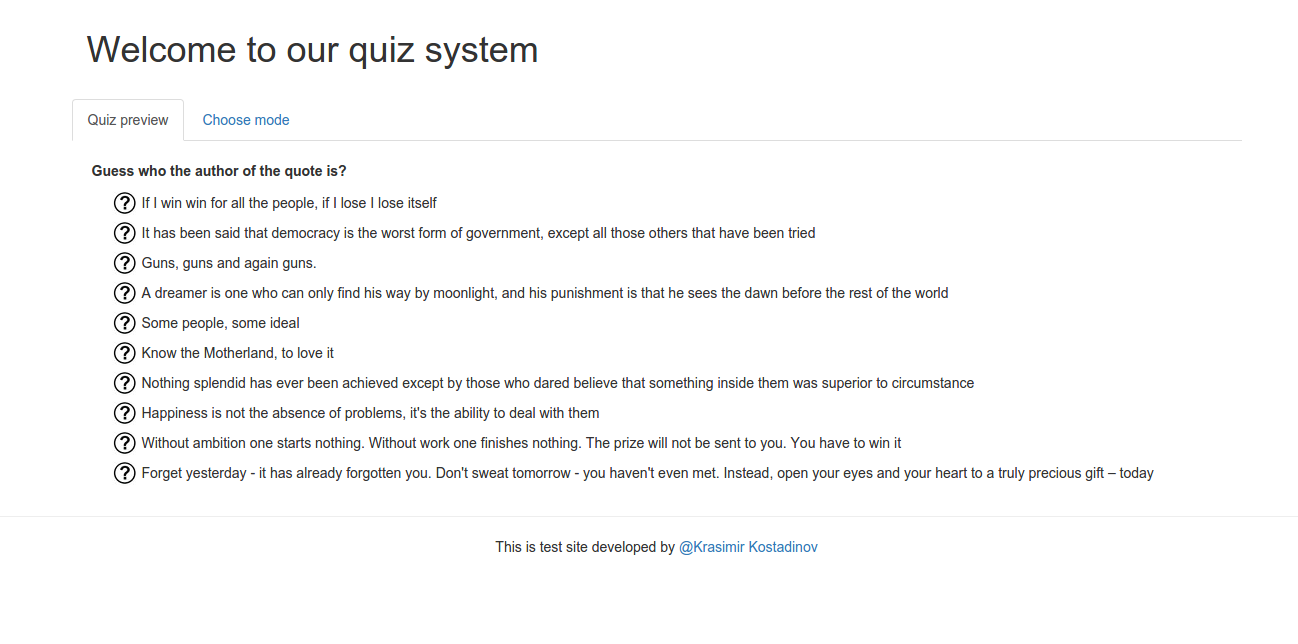 Welcome to our quiz system
Quiz preview
Choose mode
Guess who the author of the quote is?
If I win win for all the people, if I lose I lose itself
It has been said that democracy is the worst form of government, except all those others that have been tried
Guns, guns and again guns.
A dreamer is one who can only find his way by moonlight, and his punishment is that he sees the dawn before the rest of the world
Some people, some ideal
Know the Motherland, to love it
Nothing splendid has ever been achieved except by those who dared believe that something inside them was superior to circumstance
Happiness is not the absence of problems, it's the ability to deal with them
Without ambition one starts nothing. Without work one finishes nothing. The prize will not be sent to you. You have to win it
Forget yesterday - it has already forgotten you. Don't sweat tomorrow - you haven't even met. Instead, open your eyes and your heart to a truly precious gift – today
This is test site developed by @Krasimir Kostadinov